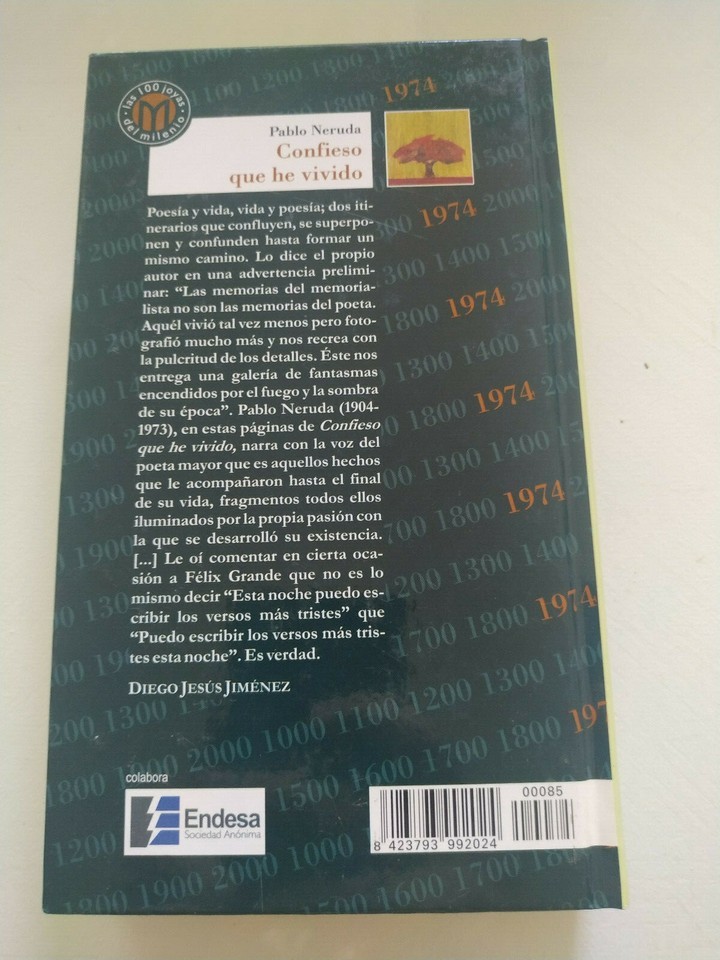 las 100 joyas
del milenio
Pablo Neruda
Confieso
que he vivido
Poesía y vida, vida y poesía; dos iti-
nerarios que confluyen, se superpo-
nen y confunden hasta formar un
mismo camino. Lo dice el propio
autor en una advertencia prelimi-
nar: “Las memorias del memoria-
lista no son las memorias del poeta.
Aquél vivió tal vez menos pero foto-
grafió mucho más y nos recrea con
la pulcritud de los detalles. Éste nos
entrega una galería de fantasmas
encendidos por el fuego y la sombra
de su época”. Pablo Neruda (1904-
1973), en estas páginas de Confieso
que he vivido, narra con la voz del
poeta mayor que es aquellos hechos
que le acompañaron hasta el final
de su vida, fragmentos todos ellos
iluminados por la propia pasión con
la que se desarrolló su existencia.
[...] Le oí comentar en cierta oca-
sión a Félix Grande que no es lo
mismo decir “Esta noche puedo es-
cribir los versos más tristes” que
“Puedo escribir los versos más tris-
tes esta noche”. Es verdad.
DIEGO JESÚS JIMÉNEZ
1974
1974
1974
1974
1974
1974
197
colabora
Endesa
Sociedad Anónima
00085
8 423793 992024